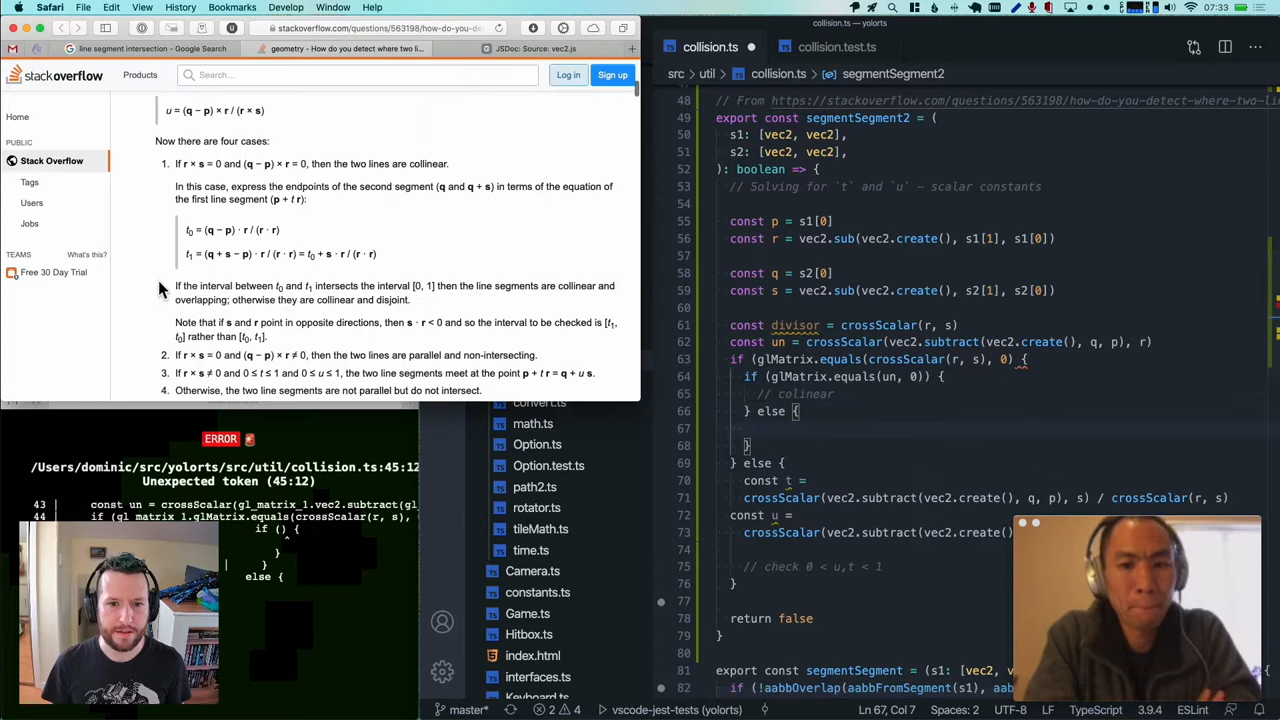 Safari File Edit View History Bookmarks Develop Window Help
07:33
stackoverflow.com/questions/563198/how-do-you-det
line segment intersection - Google Search
geometry - How do you detect where two li...
JSDoc: Source: vec2.js
stackoverflow
Products
Search...
Log in
Sign up
Home
PUBLIC
Stack Overflow
Tags
Users
Jobs
TEAMS What's this?
Free 30 Day Trial
u = (q − p) × r / (r × s)
Now there are four cases:
1. If r × s = 0 and (q − p) × r = 0, then the two lines are collinear.
In this case, express the endpoints of the second segment (q and q + s) in terms of the equation of
the first line segment (p + t r):
t0 = (q − p) · r / (r · r)
t1 = (q + s − p) · r / (r · r) = t0 + s · r / (r · r)
If the interval between t0 and t1 intersects the interval [0, 1] then the line segments are collinear and
overlapping; otherwise they are collinear and disjoint.
Note that if s and r point in opposite directions, then s · r < 0 and so the interval to be checked is [t1,
t0] rather than [t0, t1].
2. If r × s = 0 and (q − p) × r ≠ 0, then the two lines are parallel and non-intersecting.
3. If r × s ≠ 0 and 0 ≤ t ≤ 1 and 0 ≤ u ≤ 1, the two line segments meet at the point p + t r = q + u s.
4. Otherwise, the two line segments are not parallel but do not intersect.
ERROR
/Users/dominic/src/yolorts/src/util/collision.ts:45:12
Unexpected token (45:12)
43 | const un = crossScalar(gl_matrix_1.vec2.subtract(gl
44 | if (gl_matrix_1.glMatrix.equals(crossScalar(r, s),
if () {
^
}
| }
else {
convert.ts
math.ts
Option.ts
Option.test.ts
path2.ts
rotator.ts
tileMath.ts
time.ts
Camera.ts
constants.ts
Game.ts
Hitbox.ts
index.html
interfaces.ts
Keyboard.ts
collision.ts — yolorts
collision.ts
collision.test.ts
src > util > collision.ts > segmentSegment2
48 // From https://stackoverflow.com/questions/563198/how-do-you-detect-where-two-li
49 export const segmentSegment2 = (
50 s1: [vec2, vec2],
51 s2: [vec2, vec2],
52 ): boolean => {
53 // Solving for `t` and `u` — scalar constants
54
55 const p = s1[0]
56 const r = vec2.sub(vec2.create(), s1[1], s1[0])
57
58 const q = s2[0]
59 const s = vec2.sub(vec2.create(), s2[1], s2[0])
60
61 const divisor = crossScalar(r, s)
62 const un = crossScalar(vec2.subtract(vec2.create(), q, p), r)
63 if (glMatrix.equals(crossScalar(r, s), 0) {
64 if (glMatrix.equals(un, 0)) {
65 // colinear
66 } else {
67
68 }
69 } else {
70 const t =
71 crossScalar(vec2.subtract(vec2.create(), q, p), s) / crossScalar(r, s)
72 const u =
73 crossScalar(vec2.subtract(vec2.create(),
74
75 // check 0 < u,t < 1
76 }
77
78 return false
79 }
80
81 export const segmentSegment = (s1: [vec2, v
82 if (!aabbOverlap(aabbFromSegment(s1), aa
master* 2 4 vscode-jest-tests (yolorts) Ln 67, Col 7 Spaces: 2 UTF-8 LF TypeScript 3.9.4 ESLint